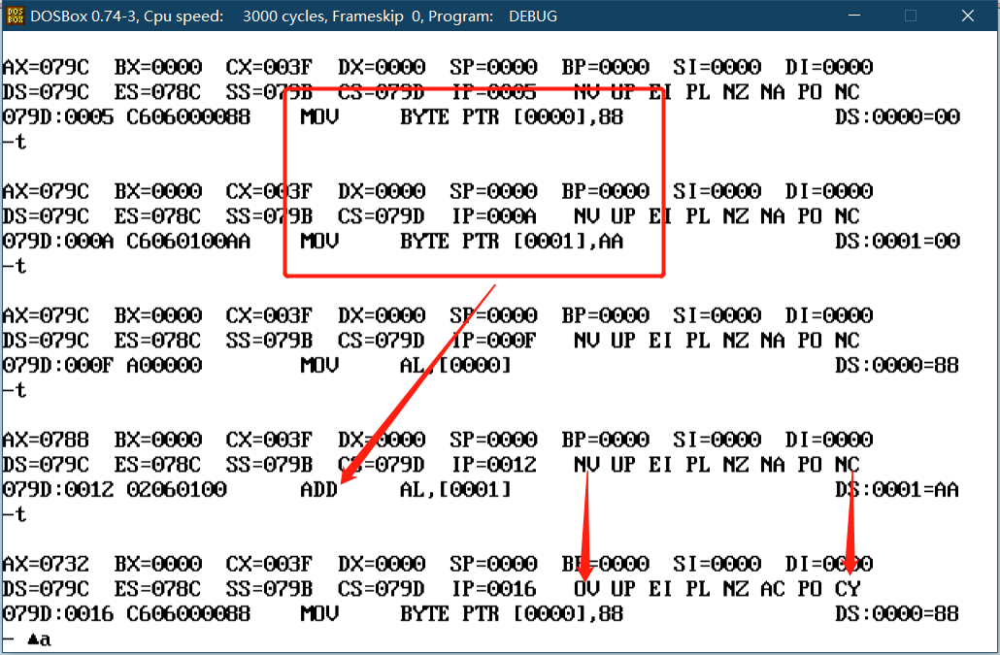 DOSBox 0.74-3, Cpu speed: 3000 cycles, Frameskip 0, Program: DEBUG
AX=079C BX=0000 CX=003F DX=0000 SP=0000 BP=0000 SI=0000 DI=0000
DS=079C ES=078C SS=079B CS=079D IP=0005 NV UP EI PL NZ NA PO NC
079D:0005 C606000088 MOV BYTE PTR [0000],88 DS:0000=00
-t
AX=079C BX=0000 CX=003F DX=0000 SP=0000 BP=0000 SI=0000 DI=0000
DS=079C ES=078C SS=079B CS=079D IP=000A NV UP EI PL NZ NA PO NC
079D:000A C6060100AA MOV BYTE PTR [0001],AA DS:0001=00
-t
AX=079C BX=0000 CX=003F DX=0000 SP=0000 BP=0000 SI=0000 DI=0000
DS=079C ES=078C SS=079B CS=079D IP=000F NV UP EI PL NZ NA PO NC
079D:000F A00000 MOV AL,[0000] DS:0000=88
-t
AX=0788 BX=0000 CX=003F DX=0000 SP=0000 BP=0000 SI=0000 DI=0000
DS=079C ES=078C SS=079B CS=079D IP=0012 NV UP EI PL NZ NA PO NC
079D:0012 02060100 ADD AL,[0001] DS:0001=AA
-t
AX=0732 BX=0000 CX=003F DX=0000 SP=0000 BP=0000 SI=0000 DI=0000
DS=079C ES=078C SS=079B CS=079D IP=0016 OV UP EI PL NZ AC PO CY
079D:0016 C606000088 MOV BYTE PTR [0000],88 DS:0000=88
- ▲a